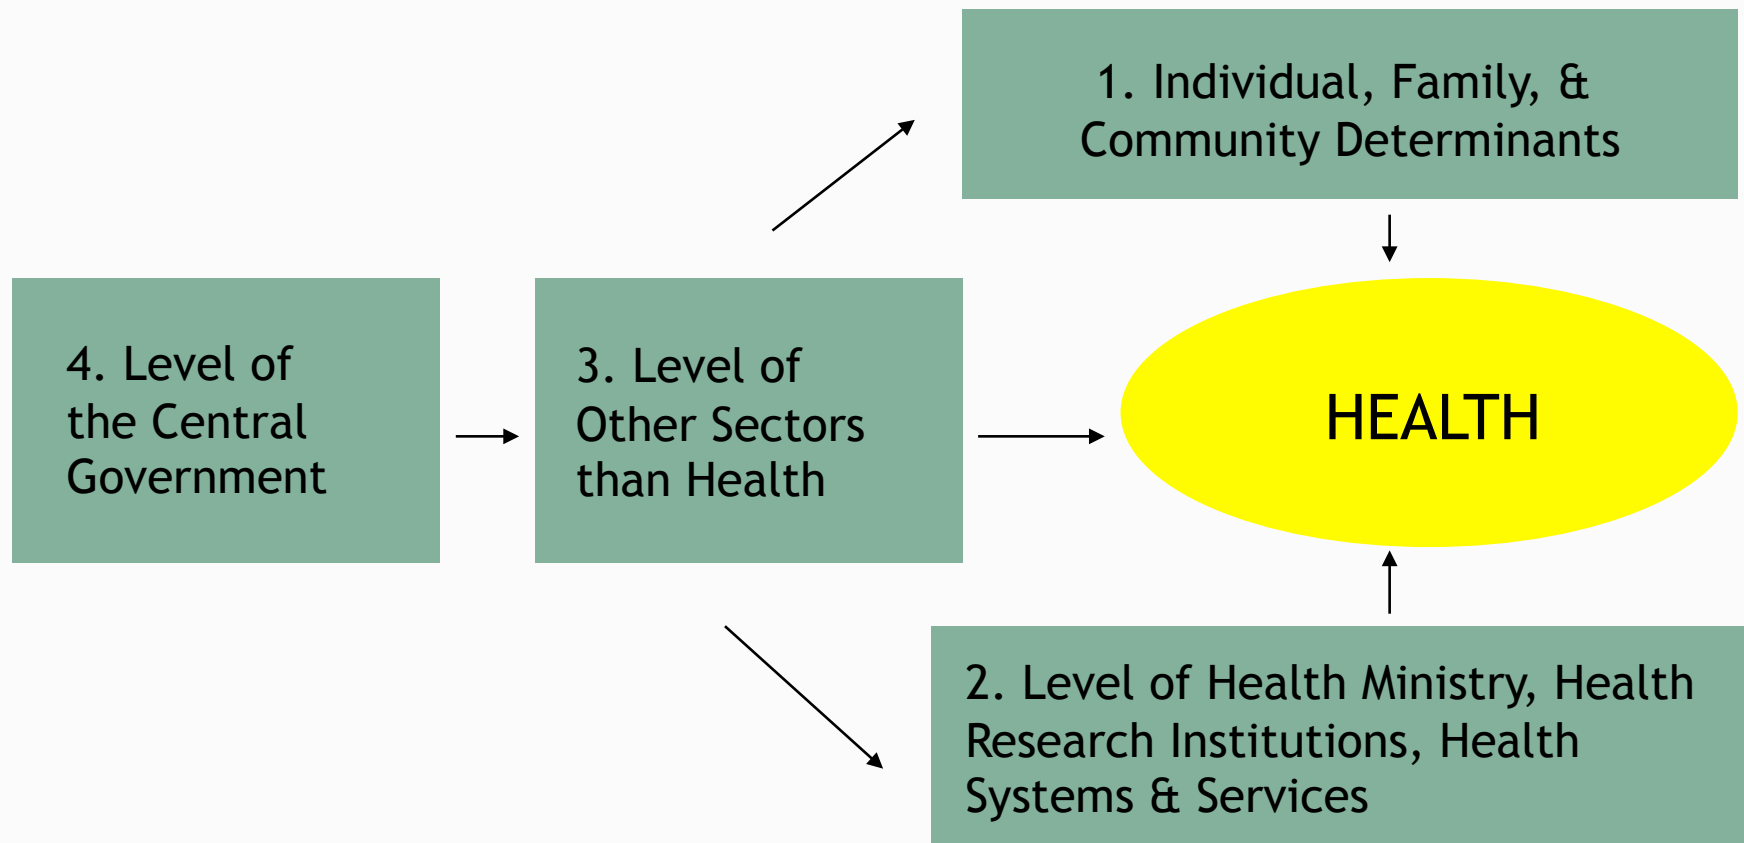 1. Individual, Family, &
Community Determinants
4. Level of
the Central
Government
3. Level of
Other Sectors
than Health
HEALTH
2. Level of Health Ministry, Health
Research Institutions, Health
Systems & Services